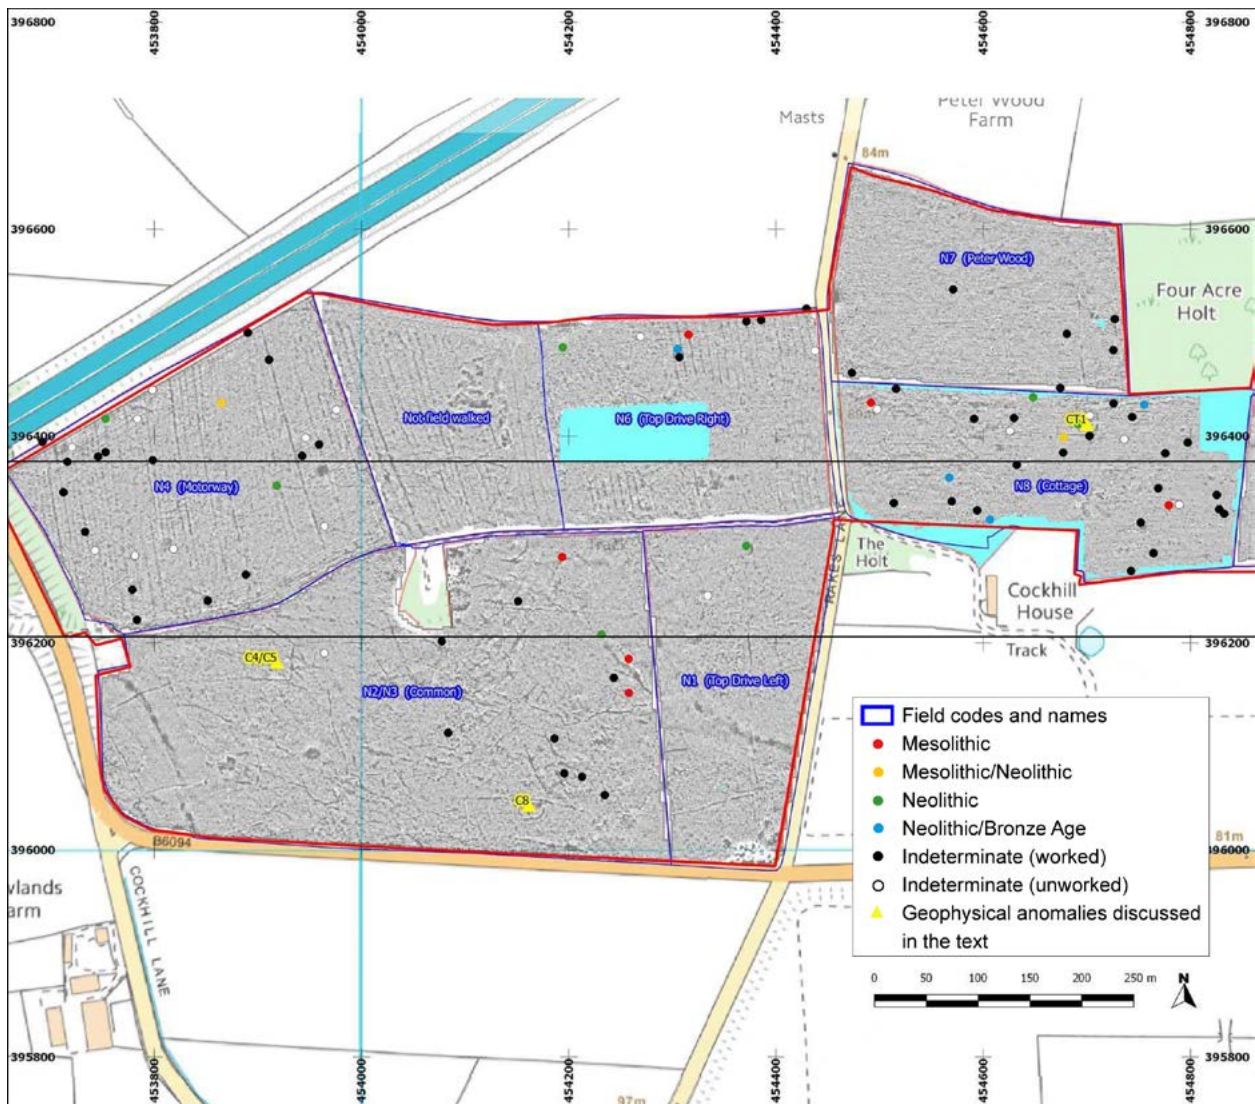 453800
454000
454200
454400
454600
454800
396800
396800
Masts
Peter Wood
Farm
84m
396600
396600
N7 (Peter Wood)
Four Acre
Holt
Not field walked
N6 (Top Drive Right)
CT1
396400
396400
N4 (Motorway)
N8 (Cottage)
Track
The
Holt
RAKES
Cockhill
House
Track
396200
396200
C4/C5
N2/N3 (Common)
N1 (Top Drive Left)
C8
B6094
396000
396000
81m
COCKHILL LANE
wlands
arm
Field codes and names
Mesolithic
Mesolithic/Neolithic
Neolithic
Neolithic/Bronze Age
Indeterminate (worked)
Indeterminate (unworked)
Geophysical anomalies discussed
in the text
0 50 100 150 200 250 m
N
395800
395800
97m
453800
454000
454200
454400
454600
454800